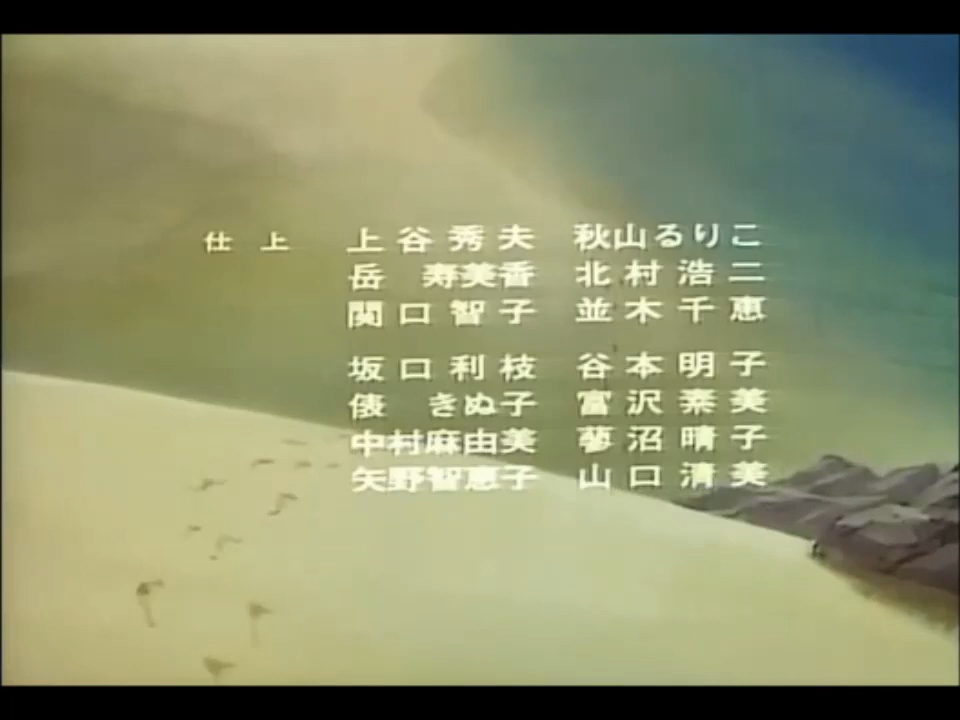 仕上 上谷秀夫 秋山るりこ
岳 寿美香 北村浩二
関口智子 並木千恵
坂口利枝 谷本明子
俵 きぬ子 富沢素美
中村麻由美 蓼沼晴子
矢野智恵子 山口清美